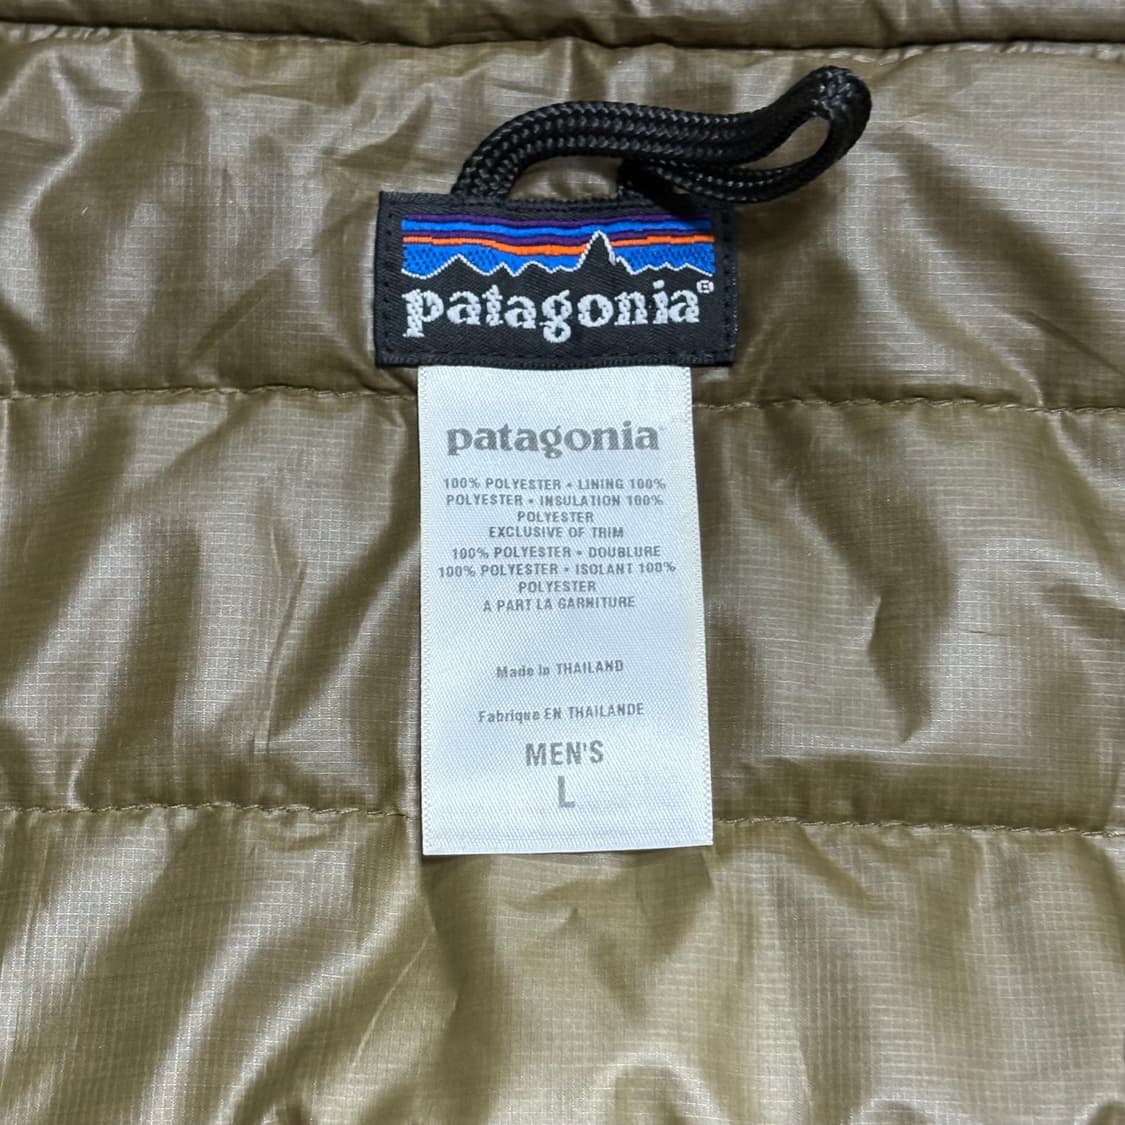 patagonia®
patagonia
100% POLYESTER • LINING 100%
POLYESTER • INSULATION 100%
POLYESTER
EXCLUSIVE OF TRIM
100% POLYESTER • DOUBLURE
100% POLYESTER • ISOLANT 100%
POLYESTER
A PART LA GARNITURE
Made in THAILAND
Fabrique EN THAILANDE
MEN'S
L